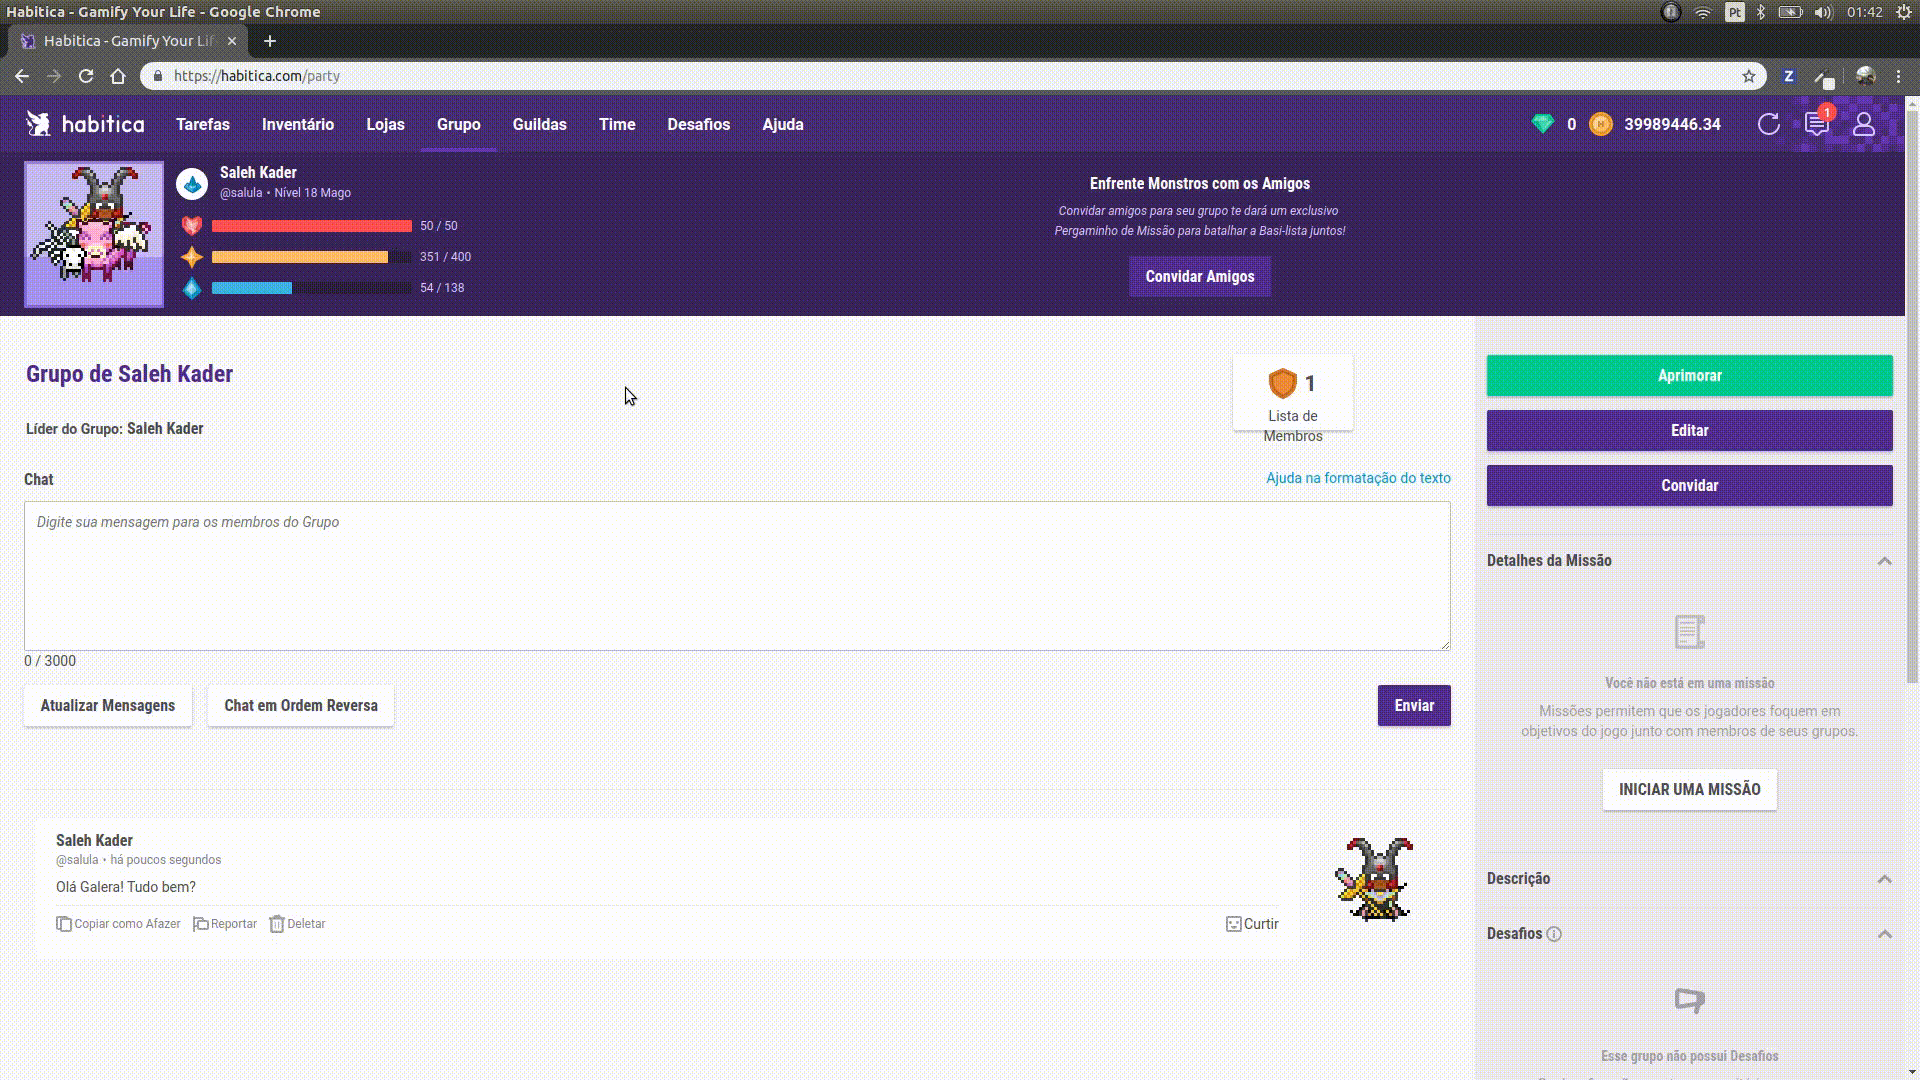 Habitica - Gamify Your Life - Google Chrome
Pt
01:42
Habitica - Gamify Your Lif
https://habitica.com/party
Z
habitica
Tarefas
Inventário
Lojas
Grupo
Guildas
Time
Desafios
Ajuda
0
39989446.34
1
Saleh Kader
@salula • Nível 18 Mago
50 / 50
351 / 400
54 / 138
Enfrente Monstros com os Amigos
Convidar amigos para seu grupo te dará um exclusivo
Pergaminho de Missão para batalhar a Basi-lista juntos!
Convidar Amigos
Grupo de Saleh Kader
1
Lista de
Membros
Líder do Grupo: Saleh Kader
Chat
Ajuda na formatação do texto
Digite sua mensagem para os membros do Grupo
0 / 3000
Atualizar Mensagens
Chat em Ordem Reversa
Enviar
Saleh Kader
@salula • há poucos segundos
Olá Galera! Tudo bem?
Copiar como Afazer
Reportar
Deletar
Curtir
Aprimorar
Editar
Convidar
Detalhes da Missão
Você não está em uma missão
Missões permitem que os jogadores foquem em
objetivos do jogo junto com membros de seus grupos.
INICIAR UMA MISSÃO
Descrição
Desafios
Esse grupo não possui Desafios